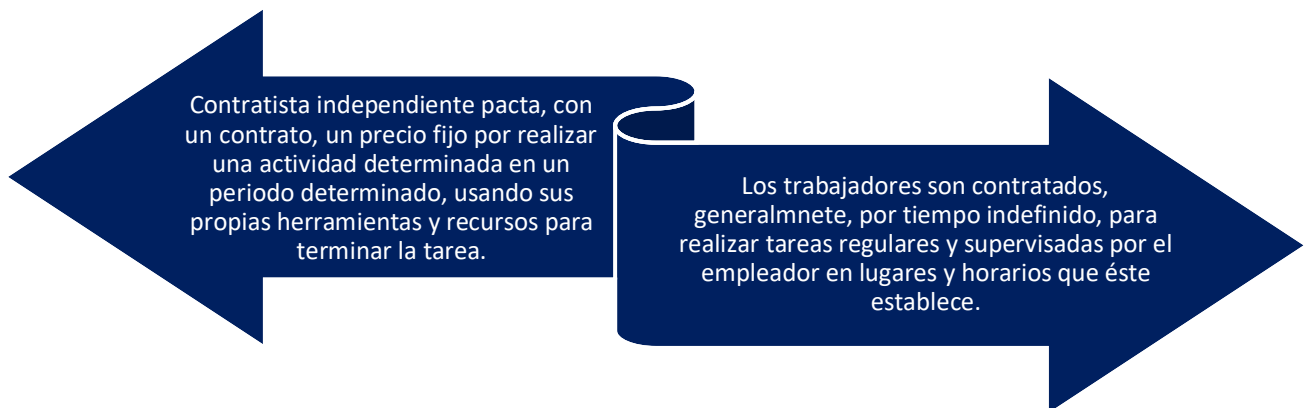 Contratista independiente pacta, con
un contrato, un precio fijo por realizar
una actividad determinada en un
periodo determinado, usando sus
propias herramientas y recursos para
terminar la tarea.
Los trabajadores son contratados,
generalmnete, por tiempo indefinido, para
realizar tareas regulares y supervisadas por el
empleador en lugares y horarios que éste
establece.